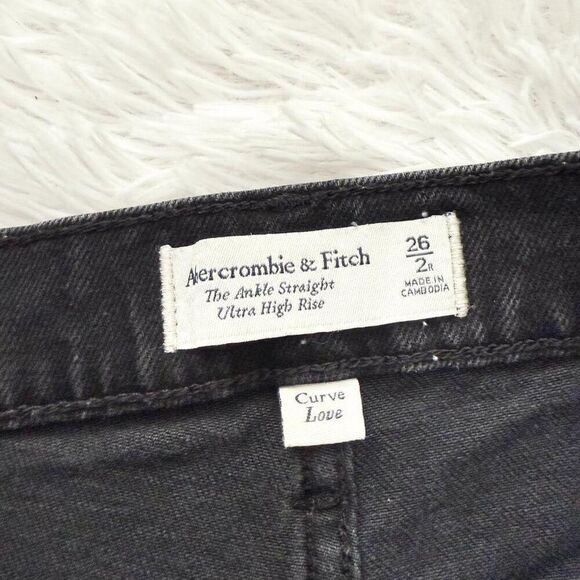 Abercrombie & Fitch
The Ankle Straight
Ultra High Rise
26
2R
MADE IN
CAMBODIA
Curve
Love